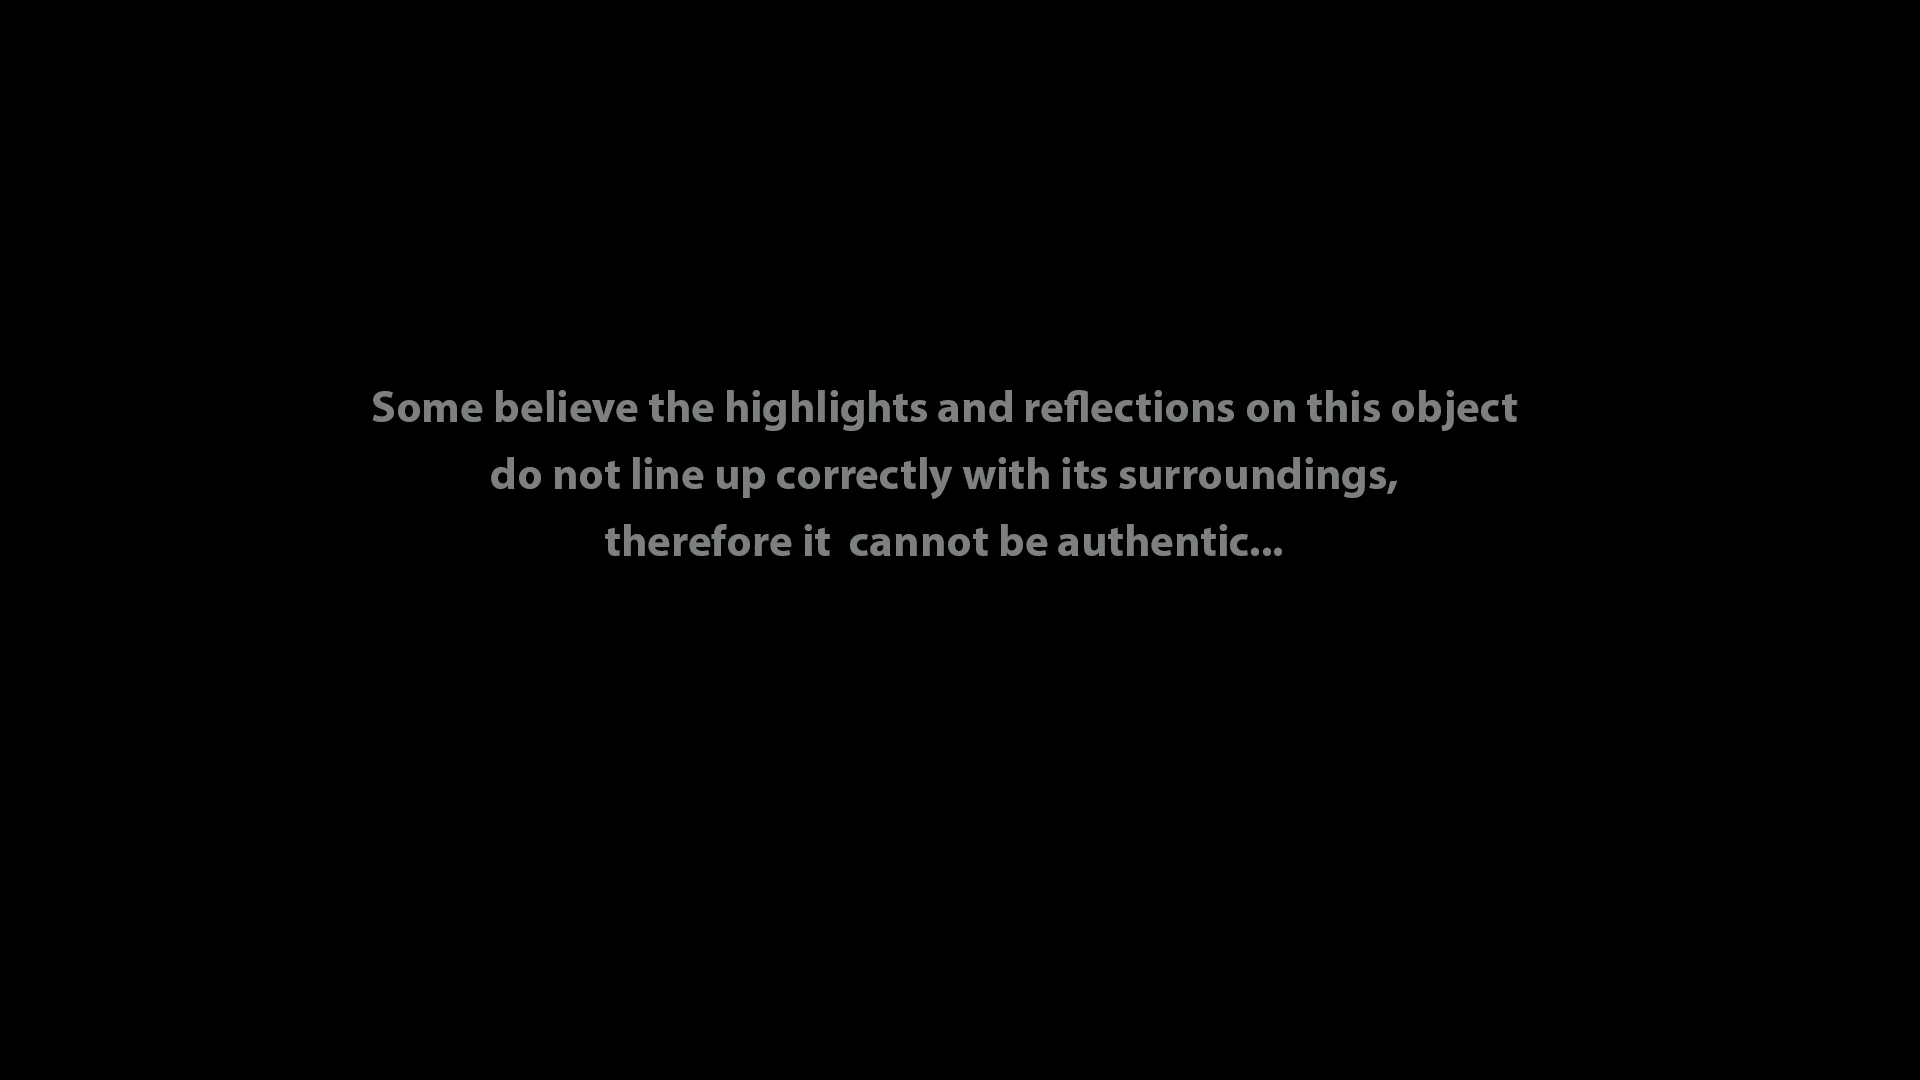 Some believe the highlights and reflections on this object
do not line up correctly with its surroundings,
therefore it  cannot be authentic...